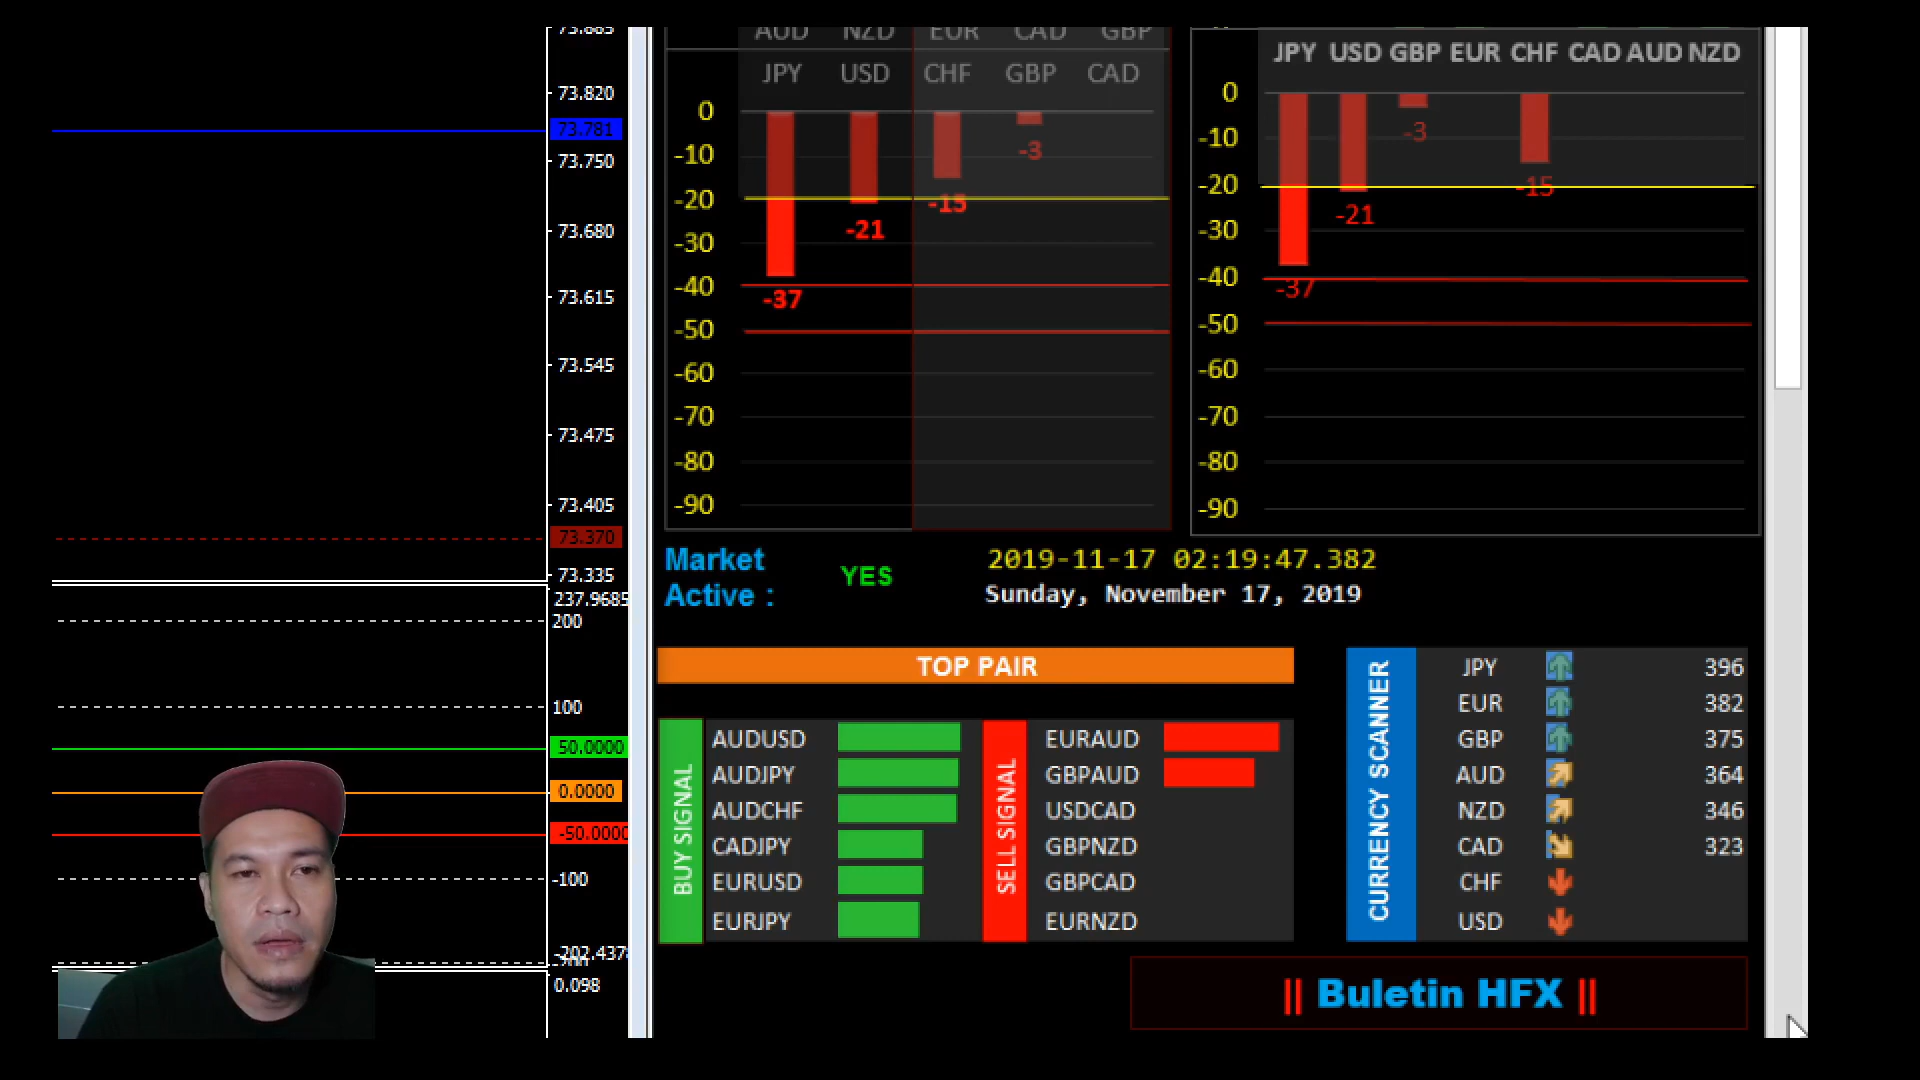 73.885
73.820
73.781
73.750
73.680
73.615
73.545
73.475
73.405
73.370
73.335
237.9685
200
100
50.0000
0.0000
-50.0000
-100
-202.437
-200
0.098
AUD NZD EUR CAD GBP
JPY USD CHF GBP CAD
0
-10
-20
-30
-40
-50
-60
-70
-80
-90
-37
-21
-15
-3
JPY USD GBP EUR CHF CAD AUD NZD
0
-10
-20
-30
-40
-50
-60
-70
-80
-90
-37
-21
-3
-15
Market
Active :
YES
2019-11-17 02:19:47.382
Sunday, November 17, 2019
TOP PAIR
BUY SIGNAL
AUDUSD
AUDJPY
AUDCHF
CADJPY
EURUSD
EURJPY
SELL SIGNAL
EURAUD
GBPAUD
USDCAD
GBPNZD
GBPCAD
EURNZD
CURRENCY SCANNER
JPY 396
EUR 382
GBP 375
AUD 364
NZD 346
CAD 323
CHF
USD
|| Buletin HFX ||